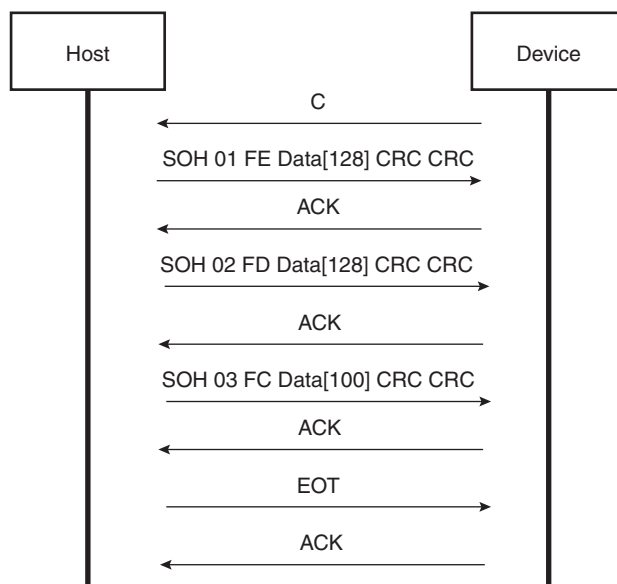 Host
Device
C
SOH 01 FE Data[128] CRC CRC
ACK
SOH 02 FD Data[128] CRC CRC
ACK
SOH 03 FC Data[100] CRC CRC
ACK
EOT
ACK